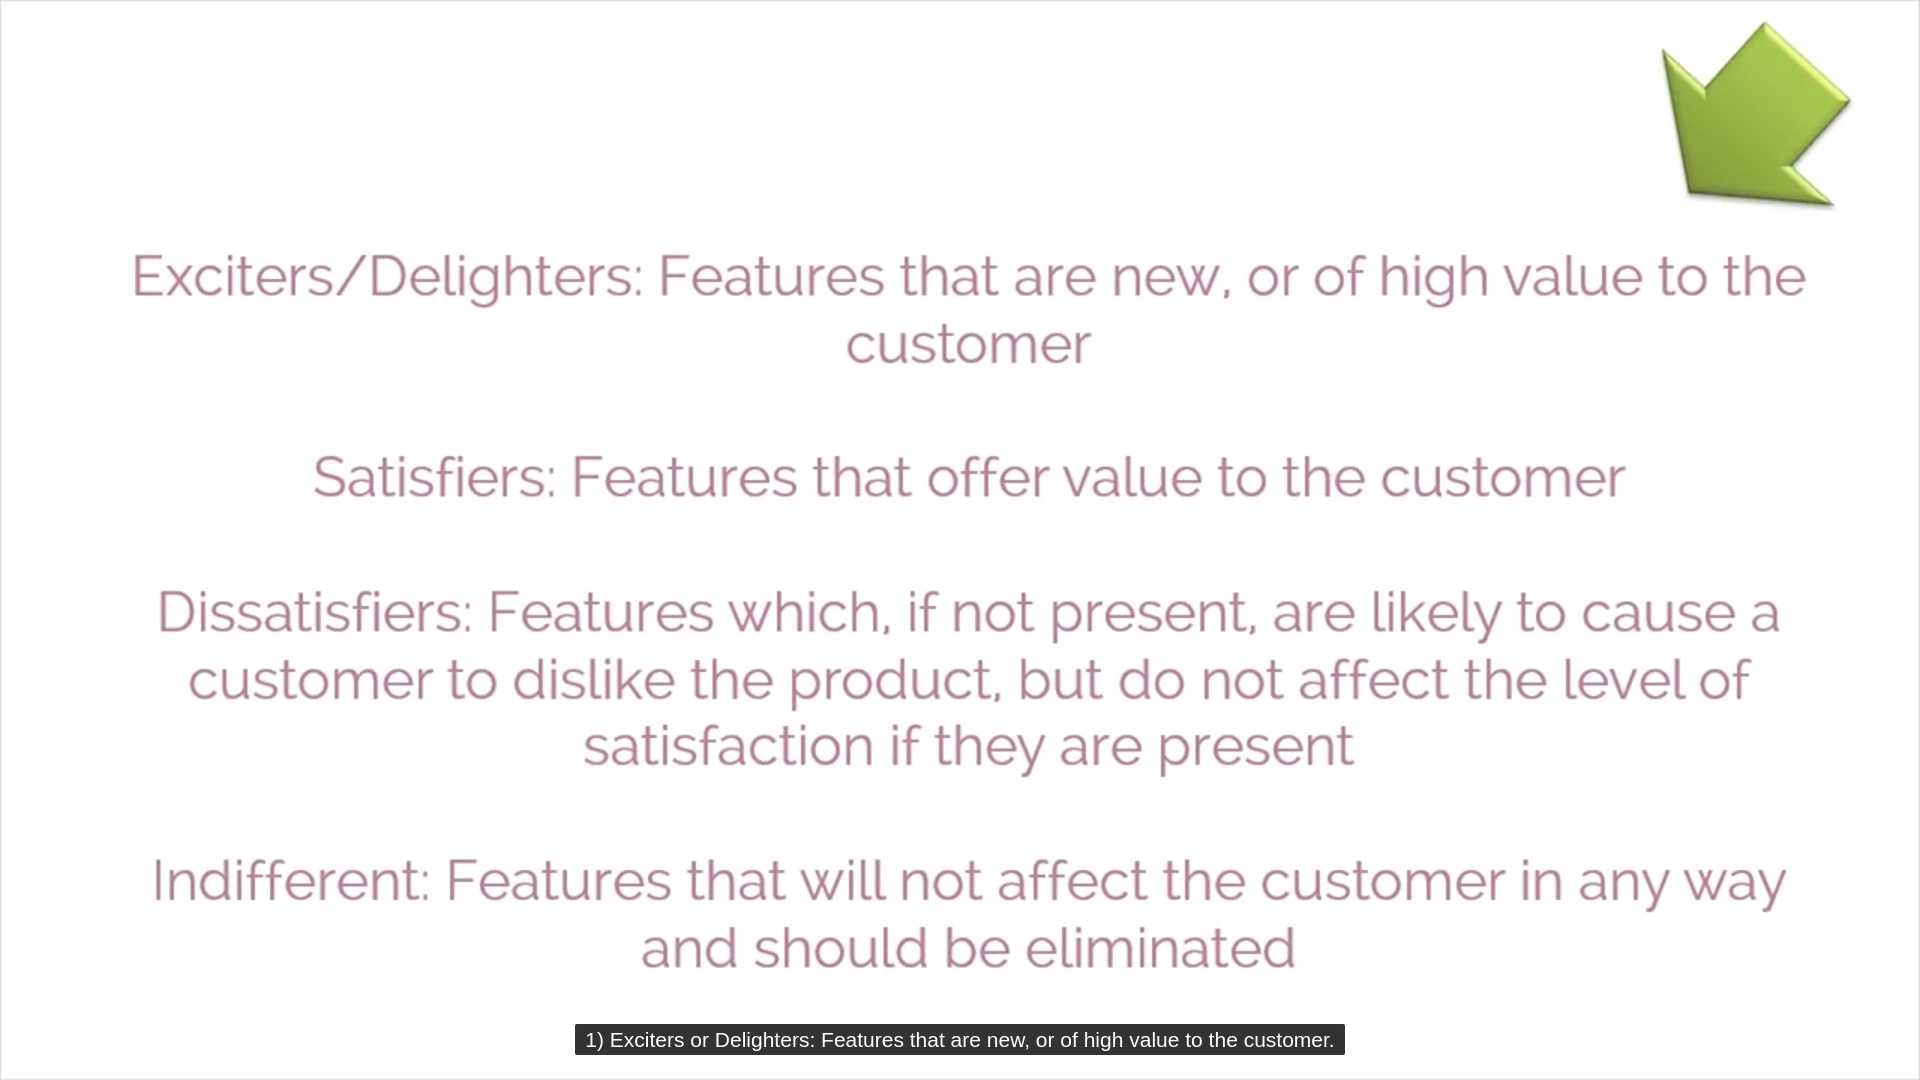 Exciters/Delighters: Features that are new, or of high value to the
customer
Satisfiers: Features that offer value to the customer
Dissatisfiers: Features which, if not present, are likely to cause a
customer to dislike the product, but do not affect the level of
satisfaction if they are present
Indifferent: Features that will not affect the customer in any way
and should be eliminated
1) Exciters or Delighters: Features that are new, or of high value to the customer.